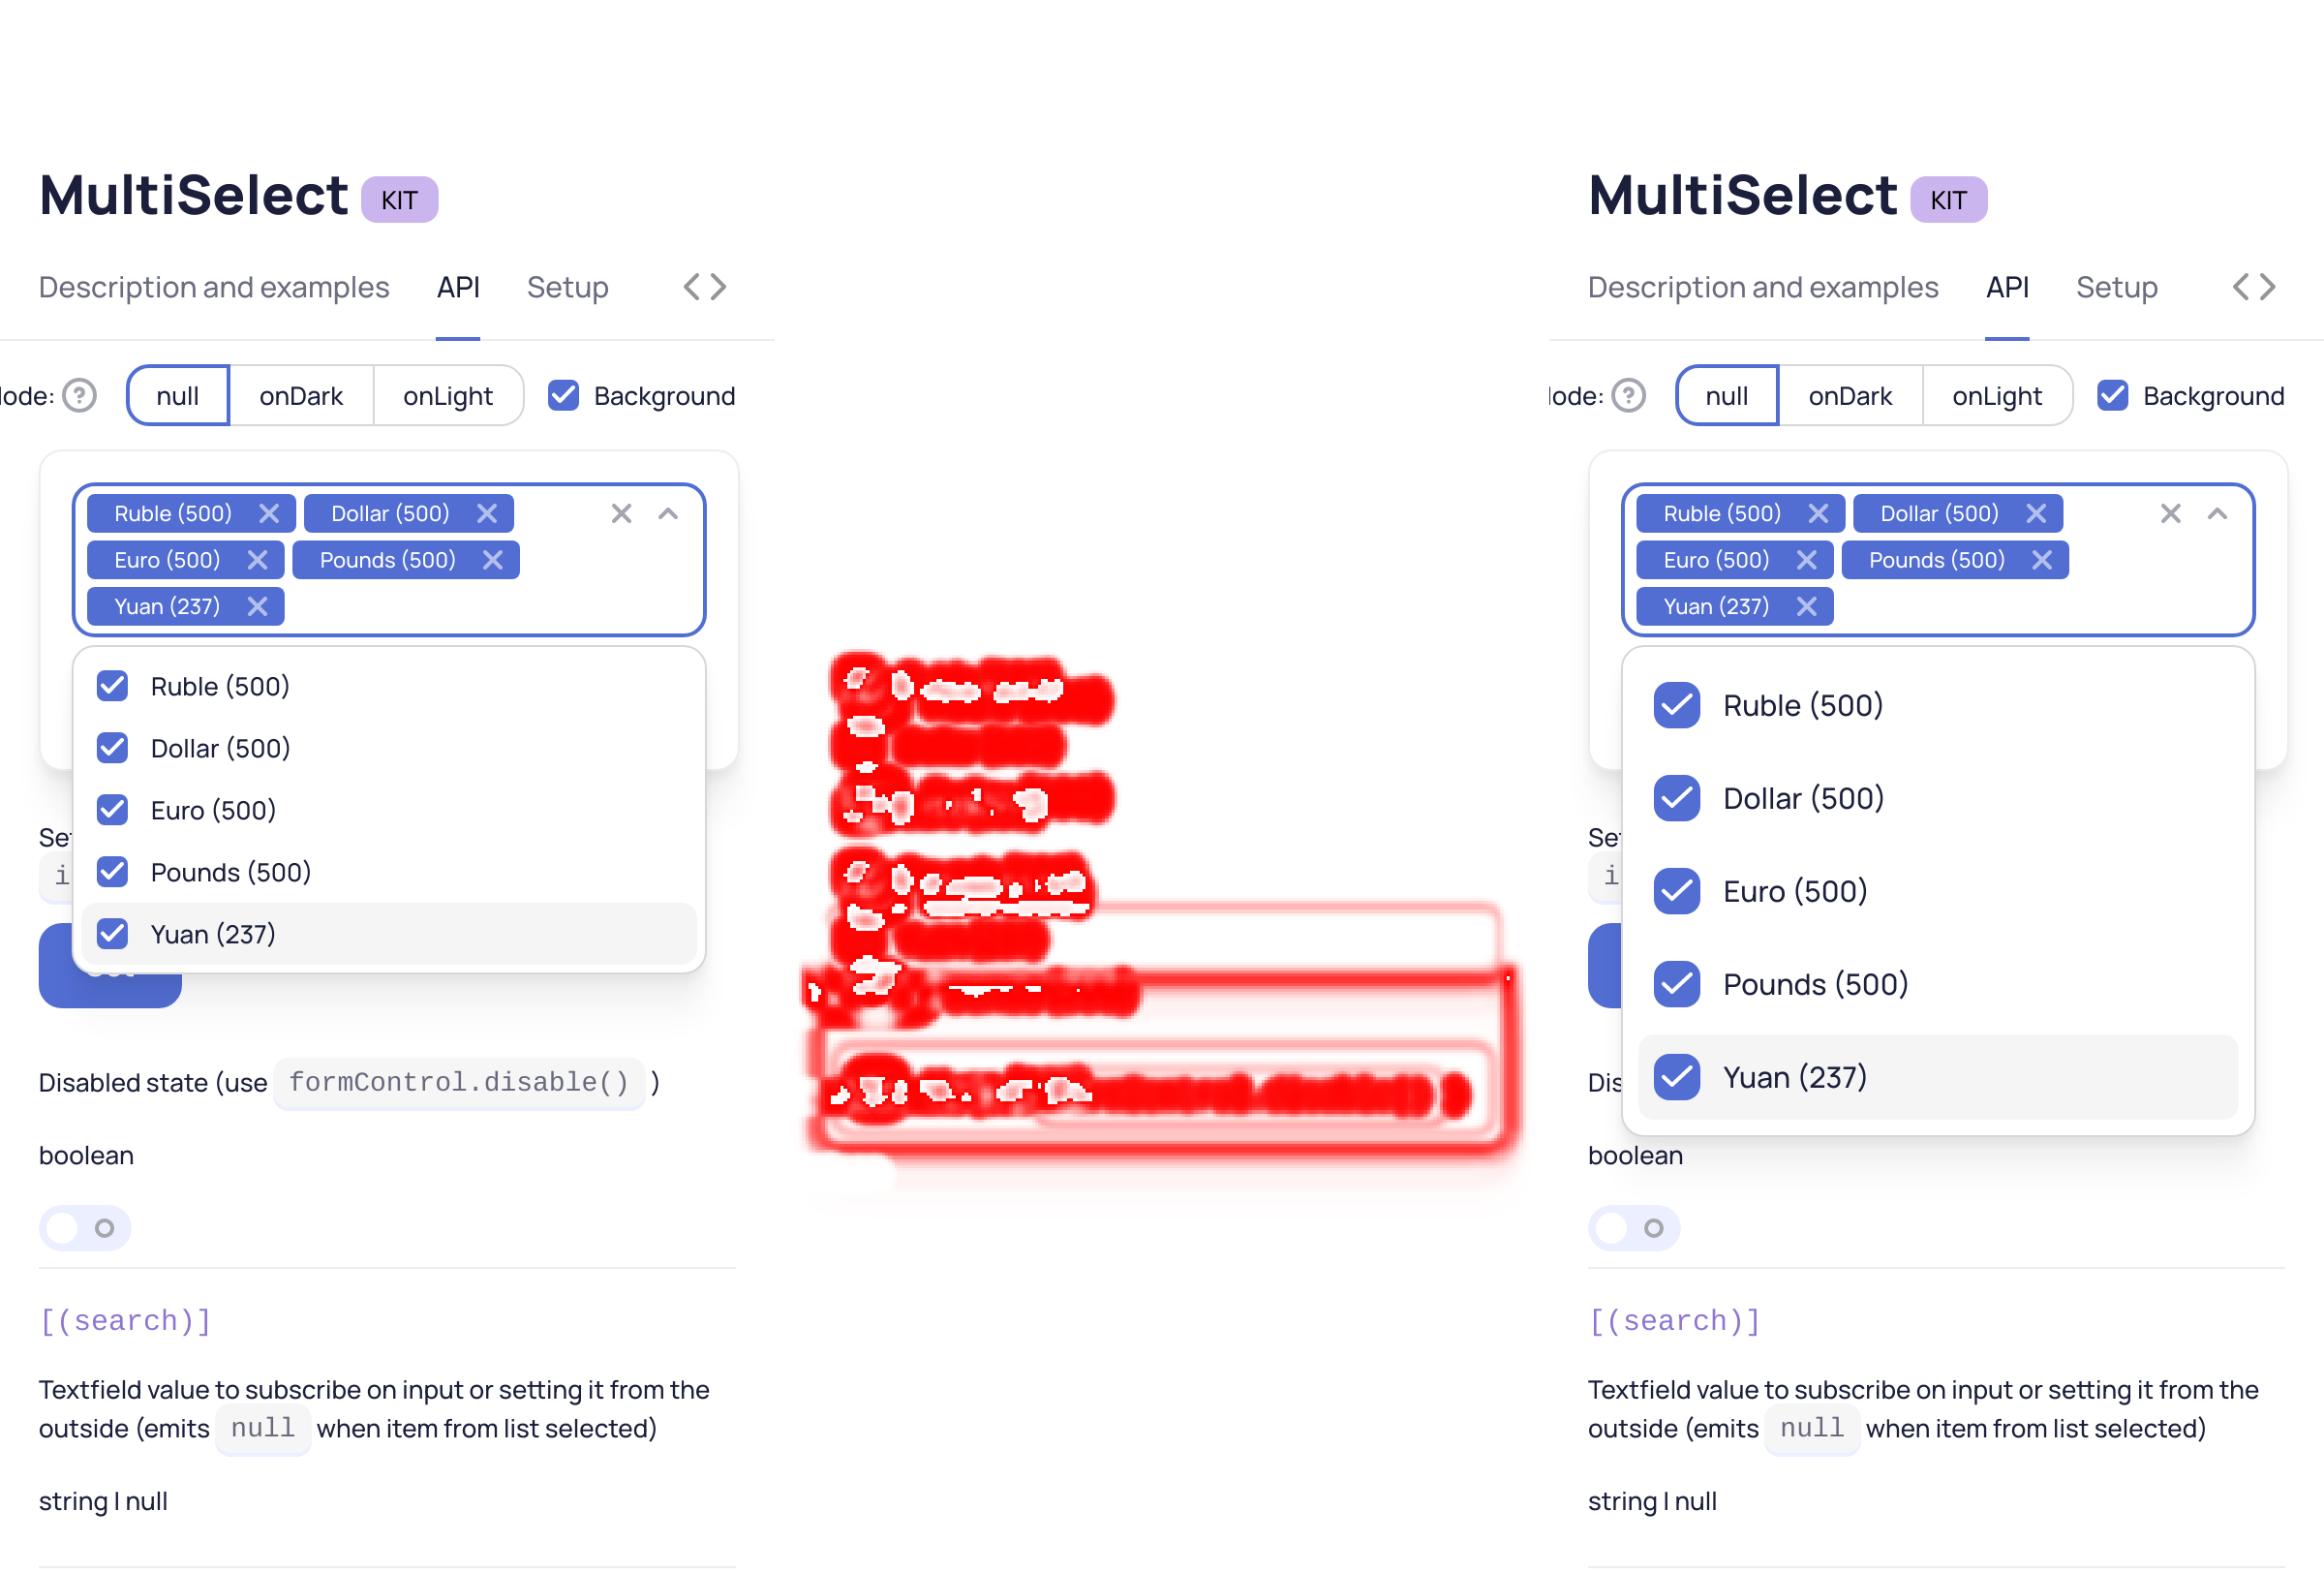 MultiSelect KIT
Description and examples API Setup
lode: null onDark onLight Background
Ruble (500) Dollar (500)
Euro (500) Pounds (500)
Yuan (237)
Ruble (500)
Dollar (500)
Euro (500)
Pounds (500)
Yuan (237)
Disabled state (use formControl.disable() )
boolean
[(search)]
Textfield value to subscribe on input or setting it from the
outside (emits null when item from list selected)
string | null
MultiSelect KIT
Description and examples API Setup
lode: null onDark onLight Background
Ruble (500) Dollar (500)
Euro (500) Pounds (500)
Yuan (237)
Ruble (500)
Dollar (500)
Euro (500)
Pounds (500)
Yuan (237)
Dis
boolean
[(search)]
Textfield value to subscribe on input or setting it from the
outside (emits null when item from list selected)
string | null